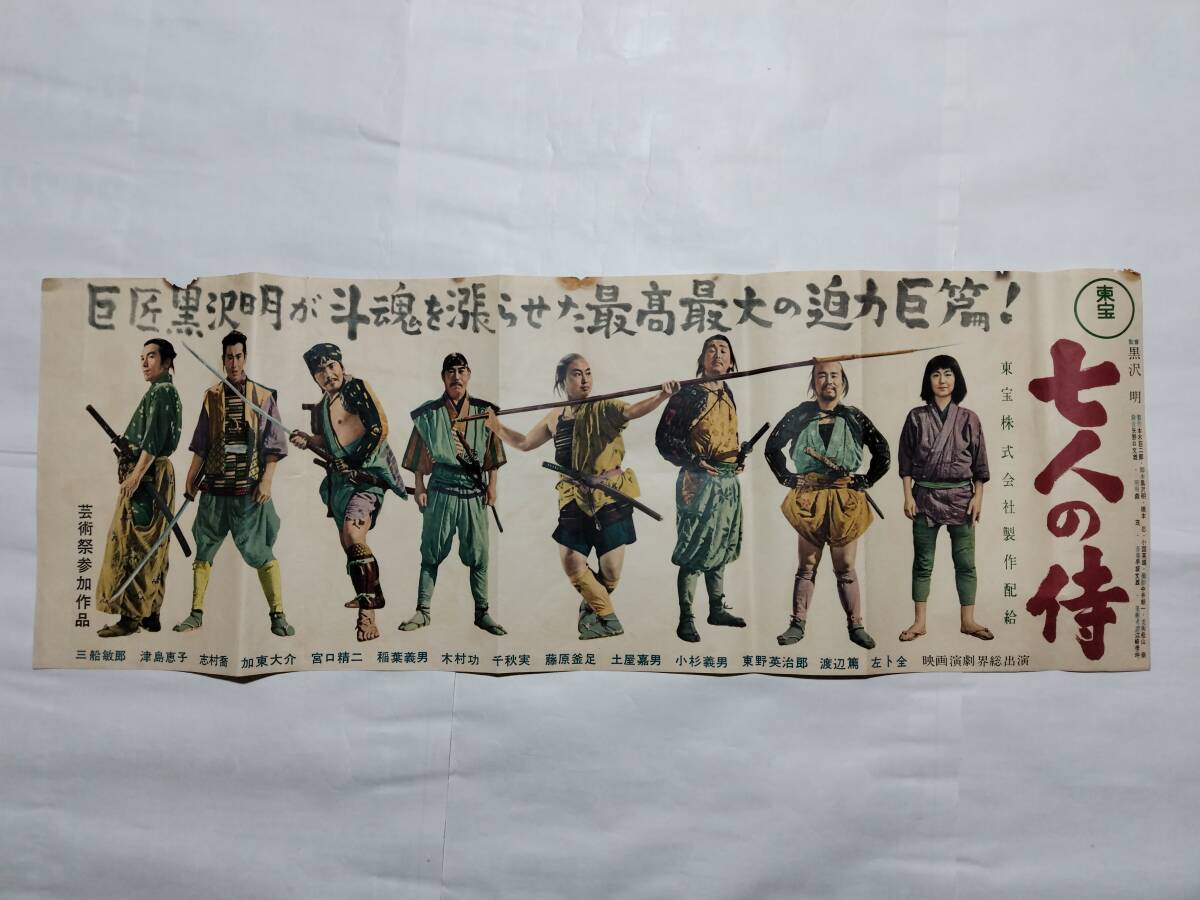 巨匠黒沢明が斗魂を漲らせた最高最大の迫力巨篇!
東宝
七人の侍
監督 黒沢 明
東宝株式会社製作配給
芸術祭参加作品
三船敏郎 津島恵子 志村喬 加東大介 宮口精二 稲葉義男 木村功 千秋実 藤原釜足 土屋嘉男 小杉義男 東野英治郎 渡辺篤 左卜全 映画演劇界総出演